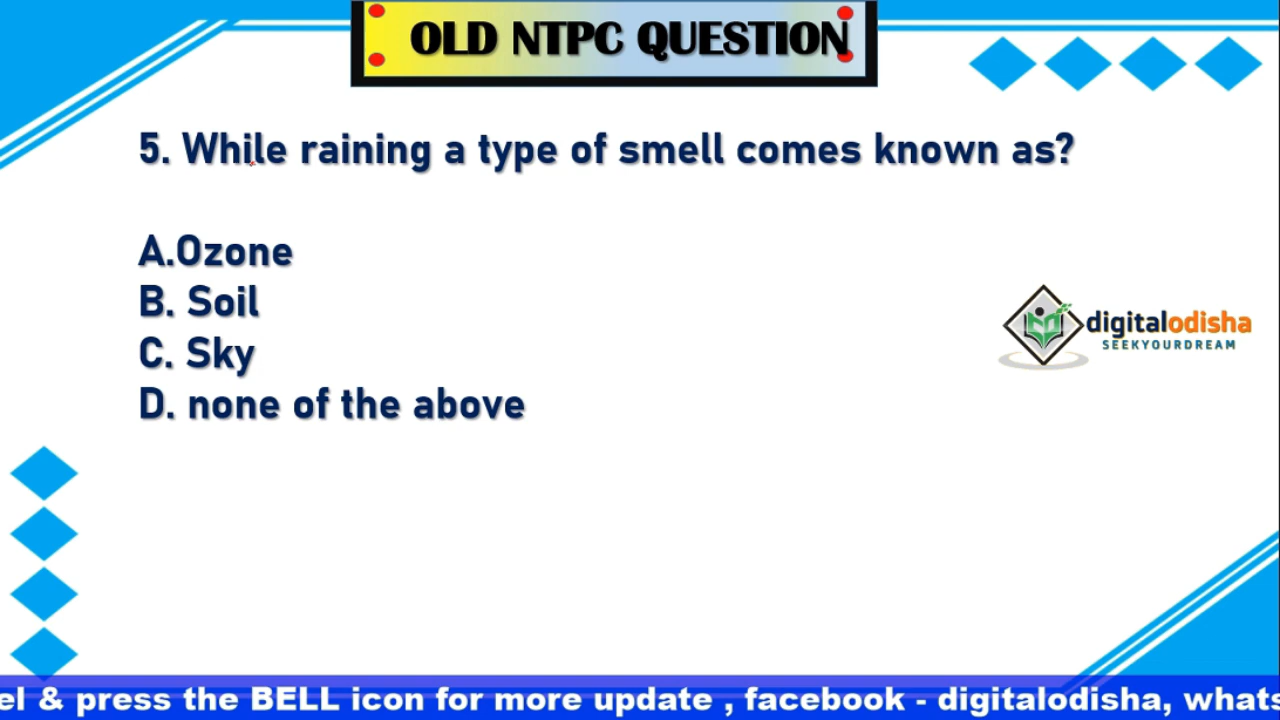 OLD NTPC QUESTION
5. While raining a type of smell comes known as?
A.Ozone
B. Soil
C. Sky
D. none of the above
digitalodisha
SEEKYOURDREAM
el & press the BELL icon for more update , facebook - digitalodisha, whats